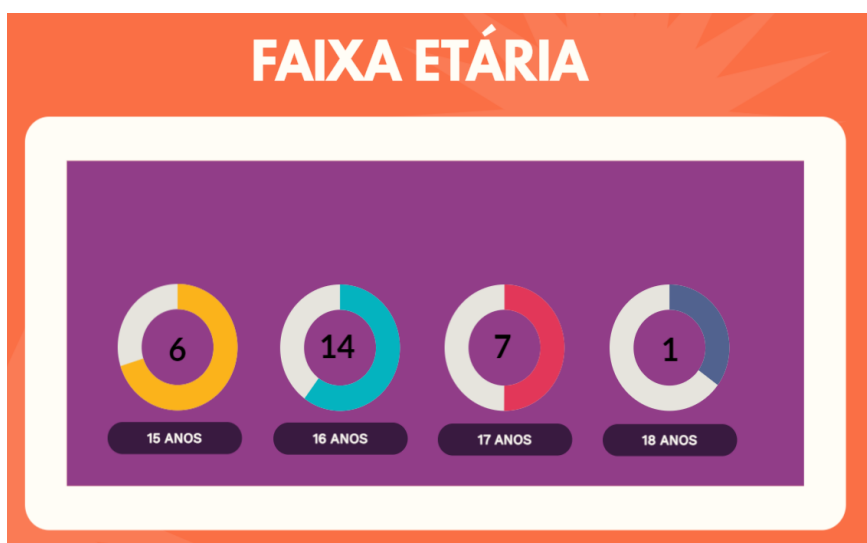 FAIXA ETÁRIA
6
14
7
1
15 ANOS
16 ANOS
17 ANOS
18 ANOS